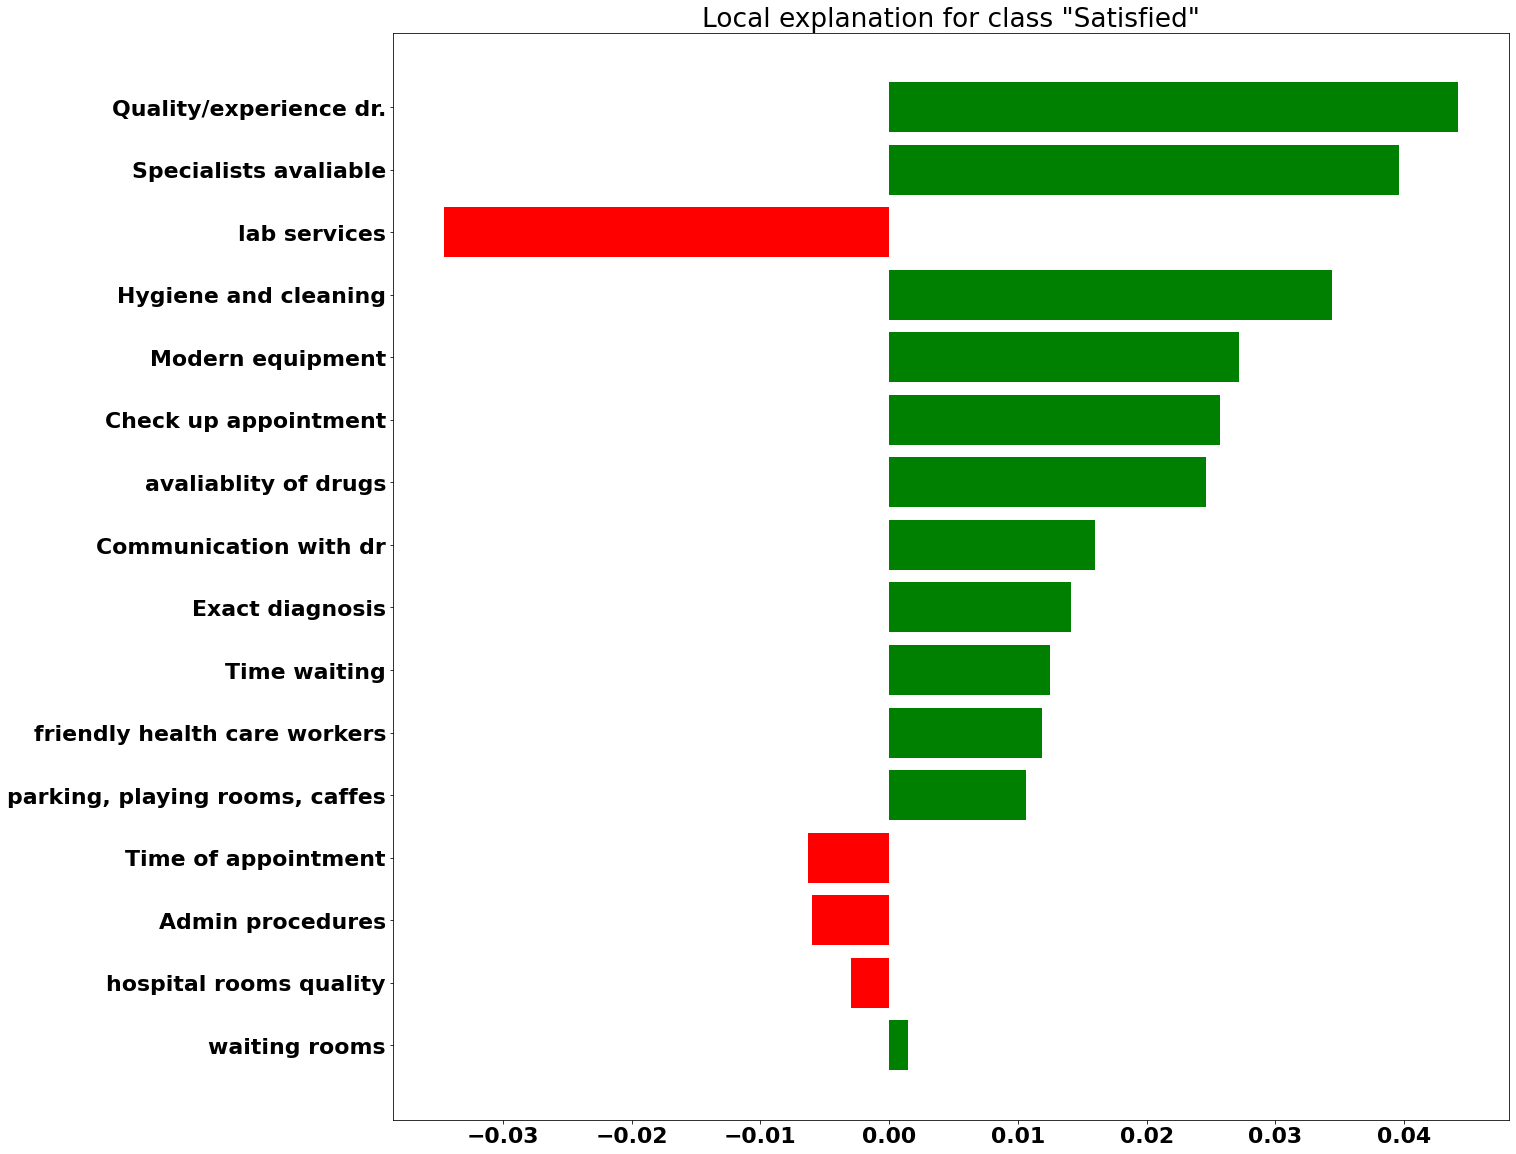 Local explanation for class "Satisfied"
Quality/experience dr.
Specialists avaliable
lab services
Hygiene and cleaning
Modern equipment
Check up appointment
avaliablity of drugs
Communication with dr
Exact diagnosis
Time waiting
friendly health care workers
parking, playing rooms, caffes
Time of appointment
Admin procedures
hospital rooms quality
waiting rooms
−0.03 −0.02 −0.01 0.00 0.01 0.02 0.03 0.04